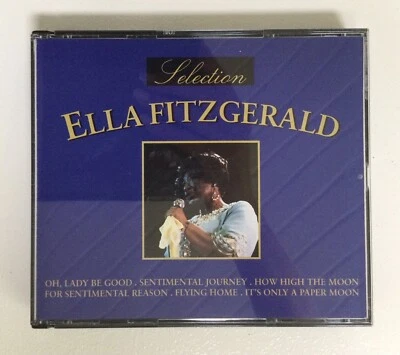 Selection
ELLA FITZGERALD
OH, LADY BE GOOD . SENTIMENTAL JOURNEY . HOW HIGH THE MOON
FOR SENTIMENTAL REASON . FLYING HOME . IT'S ONLY A PAPER MOON